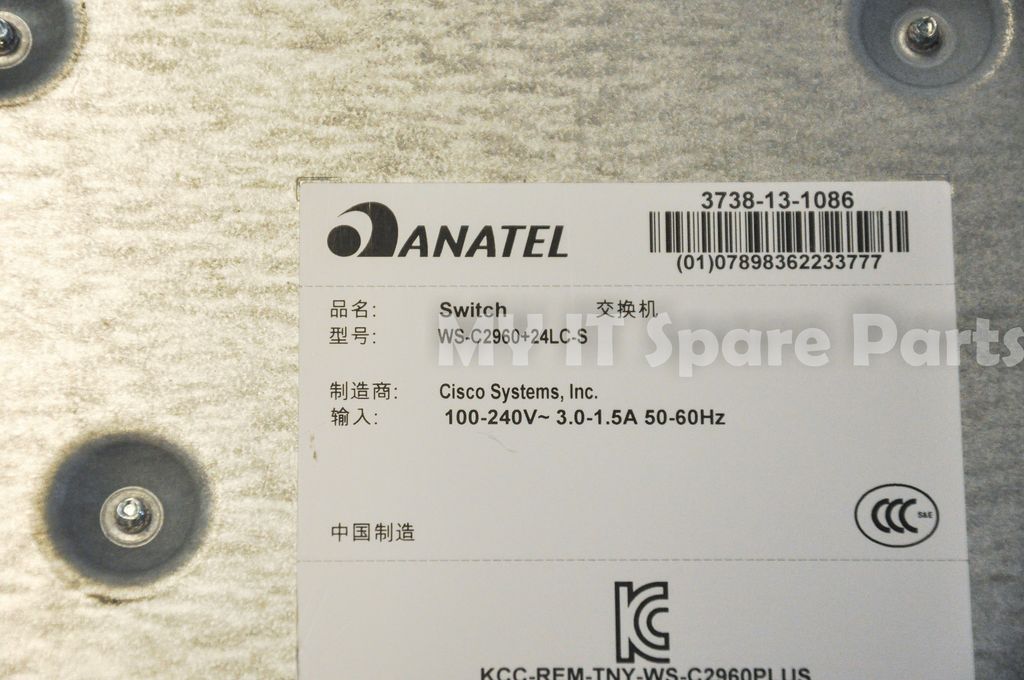 ANATEL
3738-13-1086
(01)07898362233777
品名: Switch 交换机
型号: WS-C2960+24LC-S
MY IT Spare Parts
制造商: Cisco Systems, Inc.
输入: 100-240V~ 3.0-1.5A 50-60Hz
中国制造
CCC S&E
KC
KCC-REM-TNY-WS-C2960PLUS